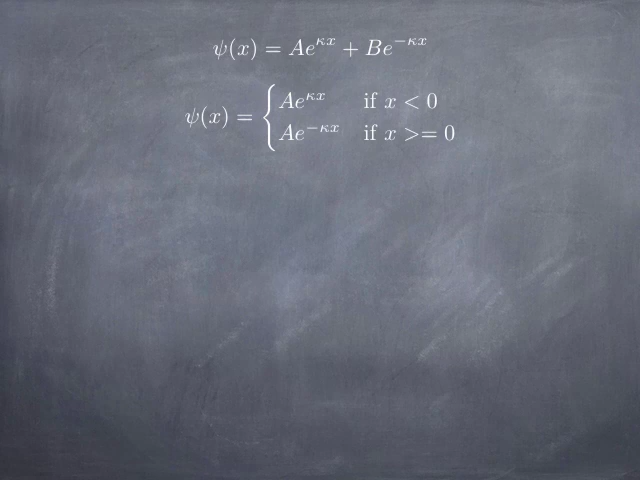 ψ(x) = Ae^{κx} + Be^{−κx}
ψ(x) = { Ae^{κx} if x < 0
Ae^{−κx} if x >= 0